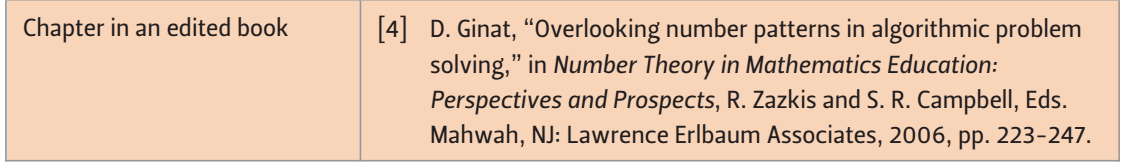 Chapter in an edited book
[4] D. Ginat, “Overlooking number patterns in algorithmic problem
solving,” in Number Theory in Mathematics Education:
Perspectives and Prospects, R. Zazkis and S. R. Campbell, Eds.
Mahwah, NJ: Lawrence Erlbaum Associates, 2006, pp. 223–247.